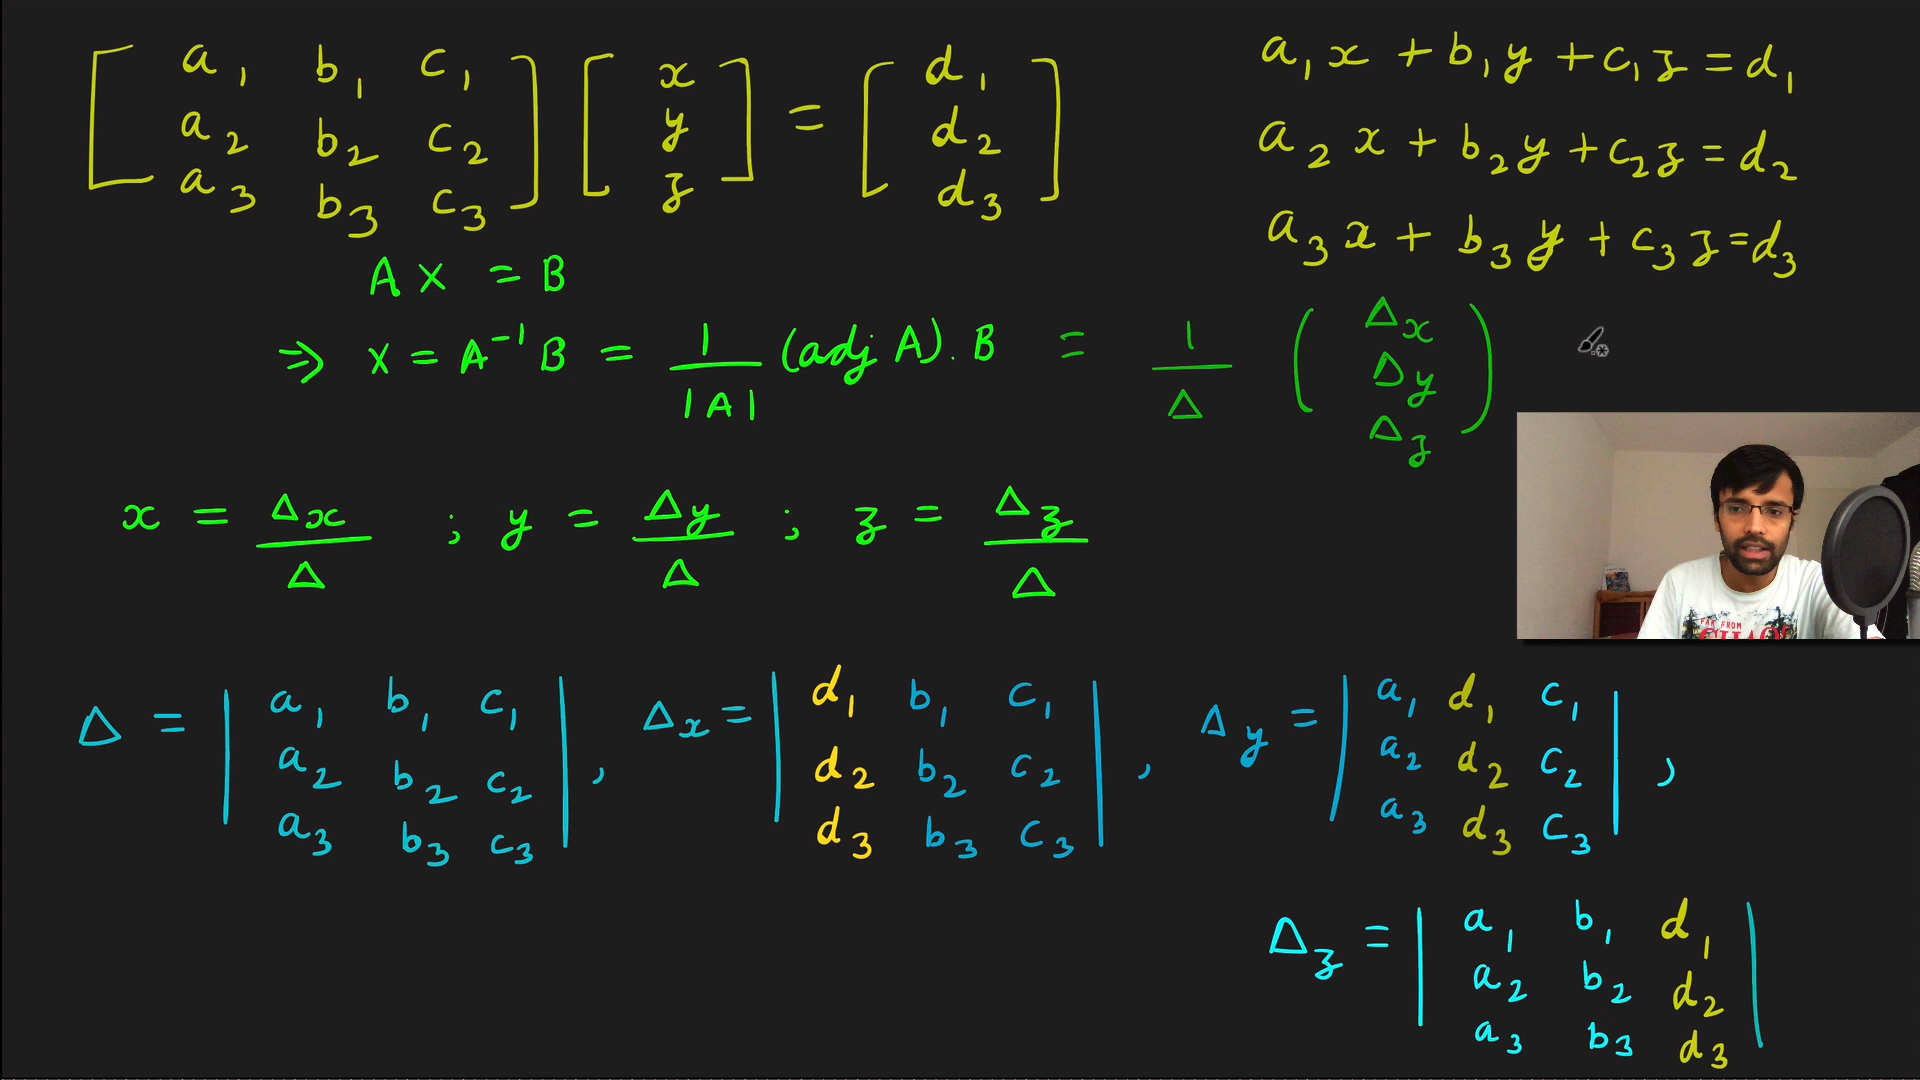 [ a₁ b₁ c₁ ] [ x ] = [ d₁ ]
[ a₂ b₂ c₂ ] [ y ] = [ d₂ ]
[ a₃ b₃ c₃ ] [ z ] = [ d₃ ]
a₁x + b₁y + c₁z = d₁
a₂x + b₂y + c₂z = d₂
a₃x + b₃y + c₃z = d₃
A X = B
⇒ X = A⁻¹ B = 1/|A| (adj A). B = 1/Δ ( Δx Δy Δz )
x = Δx/Δ ; y = Δy/Δ ; z = Δz/Δ
Δ = | a₁ b₁ c₁ |
| a₂ b₂ c₂ | ,
| a₃ b₃ c₃ |
Δx = | d₁ b₁ c₁ |
| d₂ b₂ c₂ | ,
| d₃ b₃ c₃ |
Δy = | a₁ d₁ c₁ |
| a₂ d₂ c₂ | ,
| a₃ d₃ c₃ |
Δz = | a₁ b₁ d₁ |
| a₂ b₂ d₂ |
| a₃ b₃ d₃ |
FAR FROM